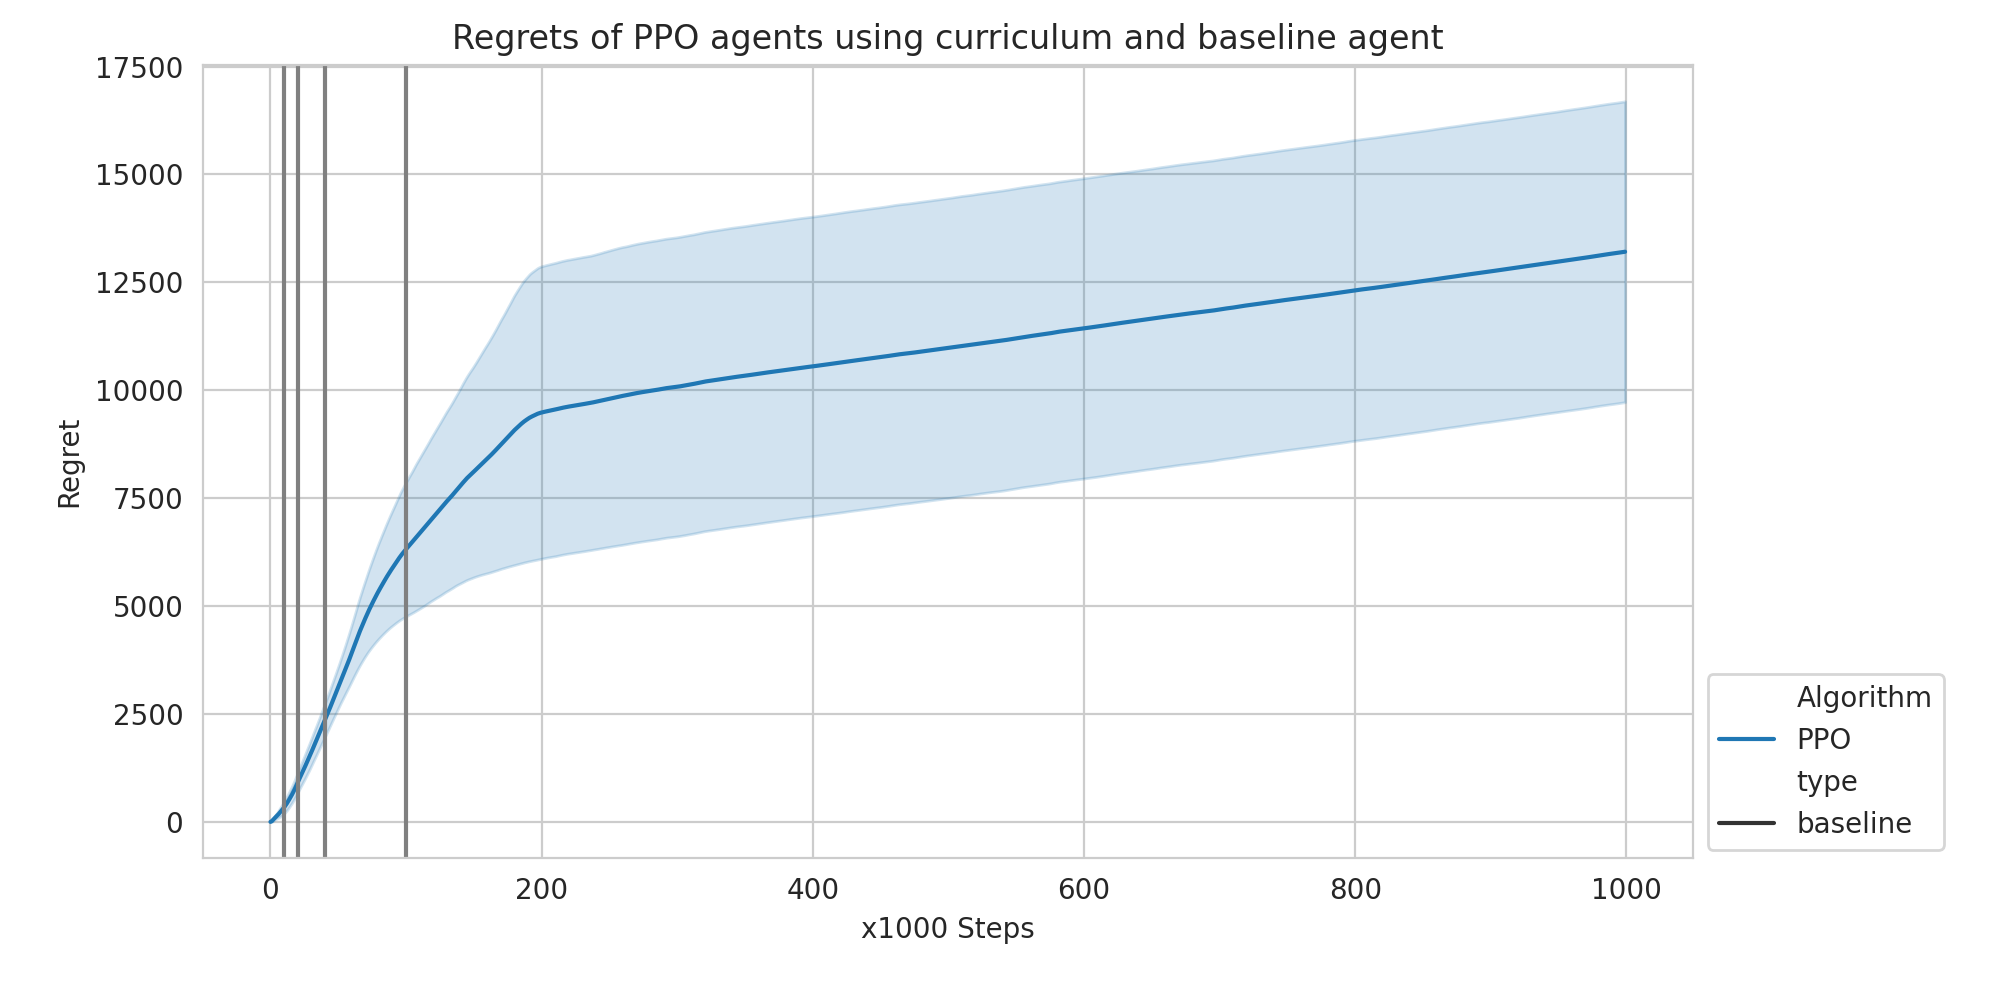 Regrets of PPO agents using curriculum and baseline agent
17500
15000
12500
10000
7500
5000
2500
0
Regret
0 200 400 600 800 1000
x1000 Steps
Algorithm
PPO
type
baseline